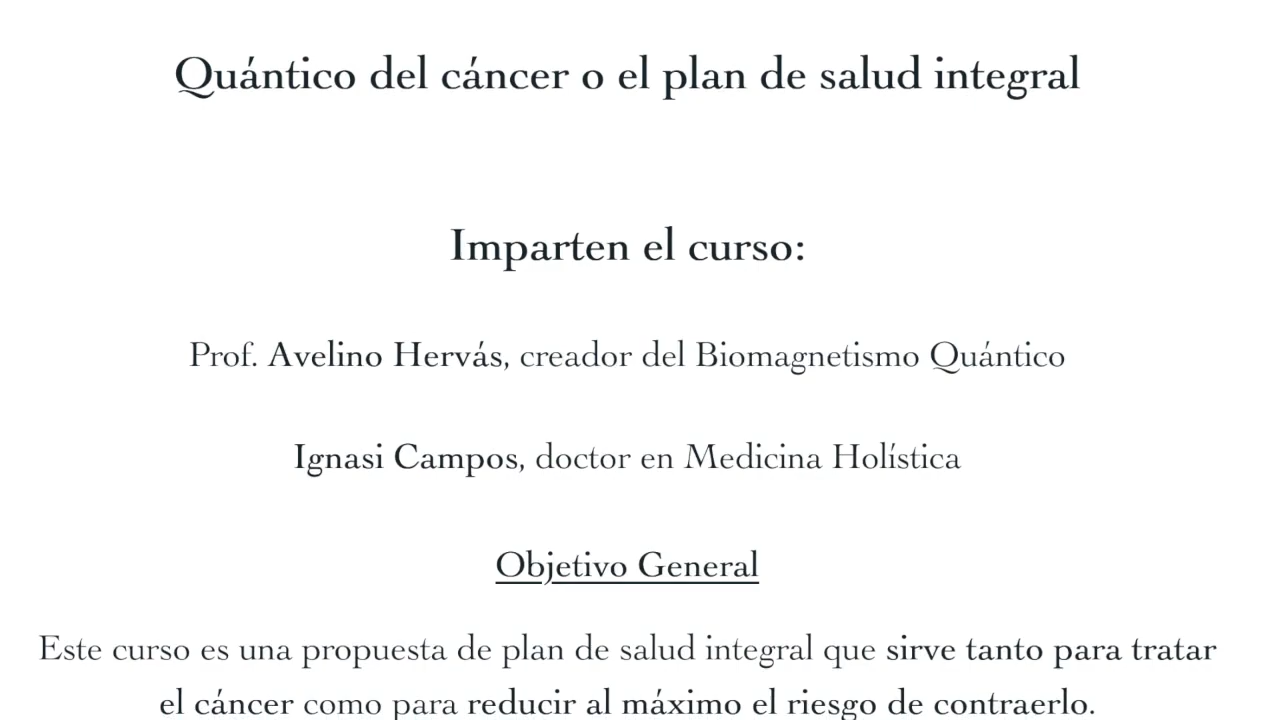 Quántico del cáncer o el plan de salud integral
Imparten el curso:
Prof. Avelino Hervás, creador del Biomagnetismo Quántico
Ignasi Campos, doctor en Medicina Holística
Objetivo General
Este curso es una propuesta de plan de salud integral que sirve tanto para tratar
el cáncer como para reducir al máximo el riesgo de contraerlo.